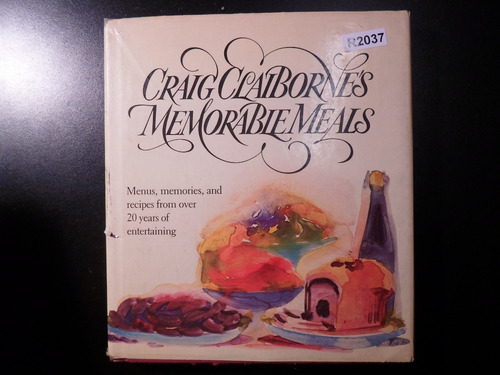 R2037
CRAIG CLAIBORNE'S
MEMORABLE MEALS
Menus, memories, and
recipes from over
20 years of
entertaining